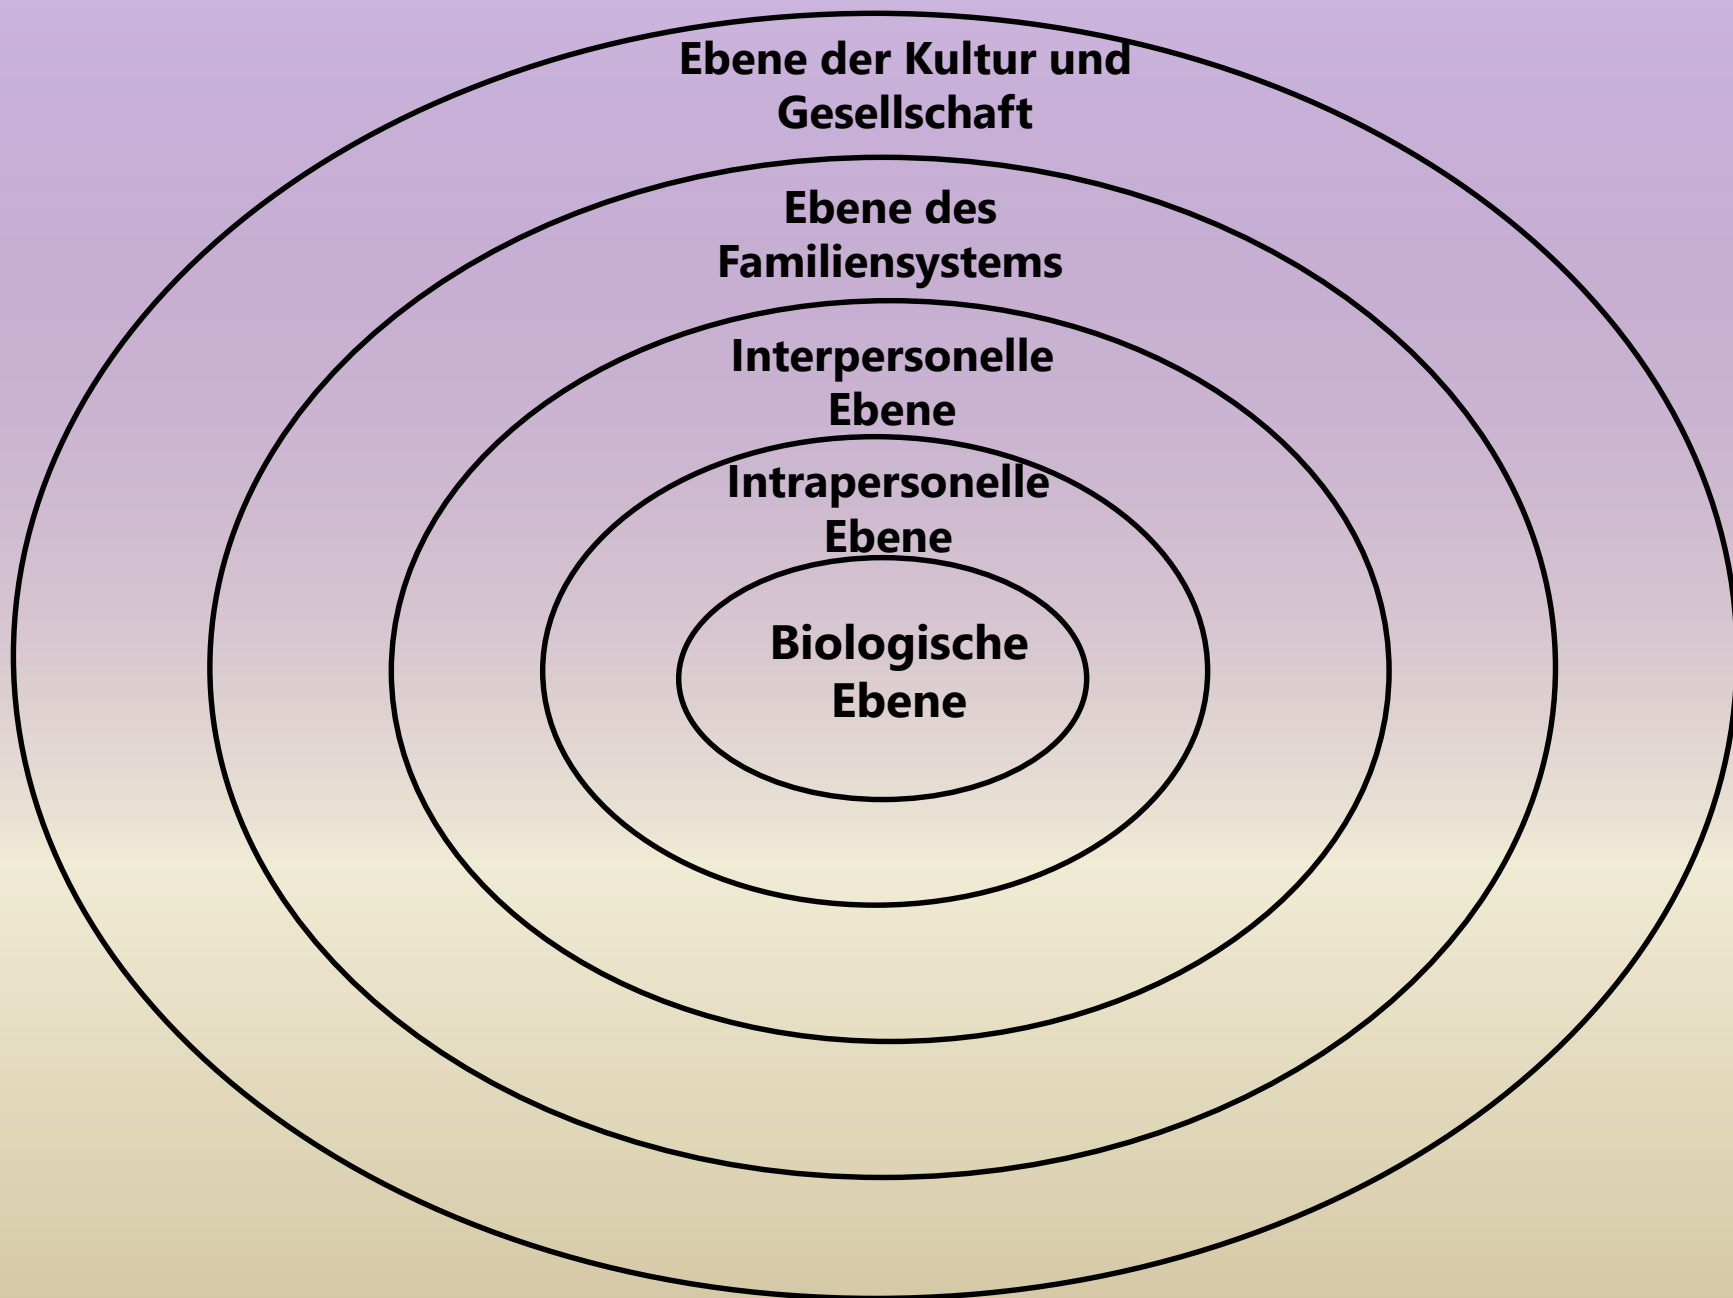 Ebene der Kultur und
Gesellschaft
Ebene des
Familiensystems
Interpersonelle
Ebene
Intrapersonelle
Ebene
Biologische
Ebene